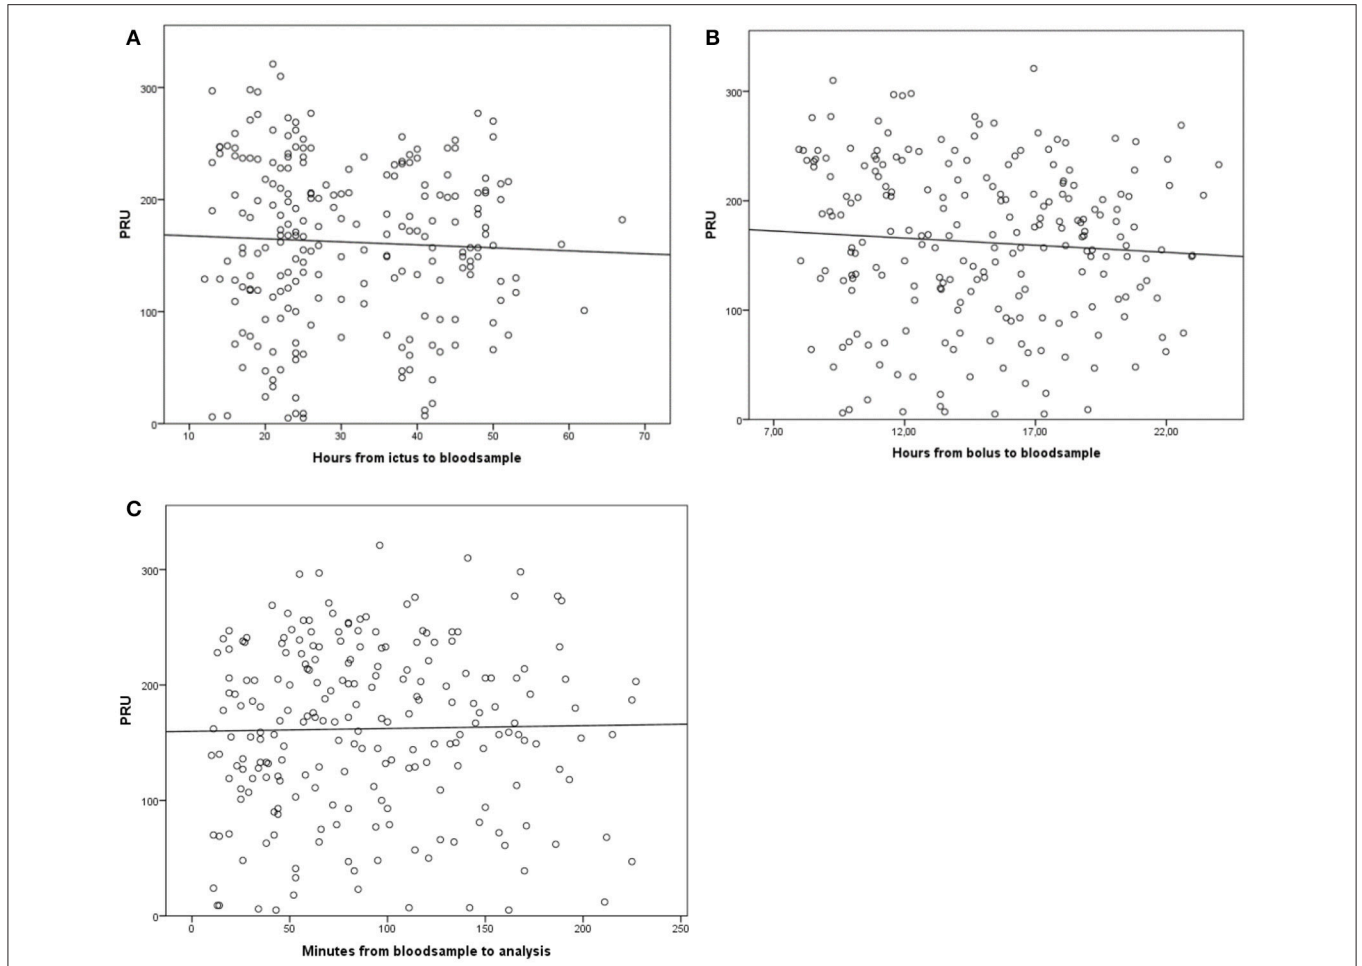 A
300
200
100
0
PRU
10 20 30 40 50 60 70
Hours from ictus to bloodsample
B
300
200
100
0
PRU
7,00 12,00 17,00 22,00
Hours from bolus to bloodsample
C
300
200
100
0
PRU
0 50 100 150 200 250
Minutes from bloodsample to analysis